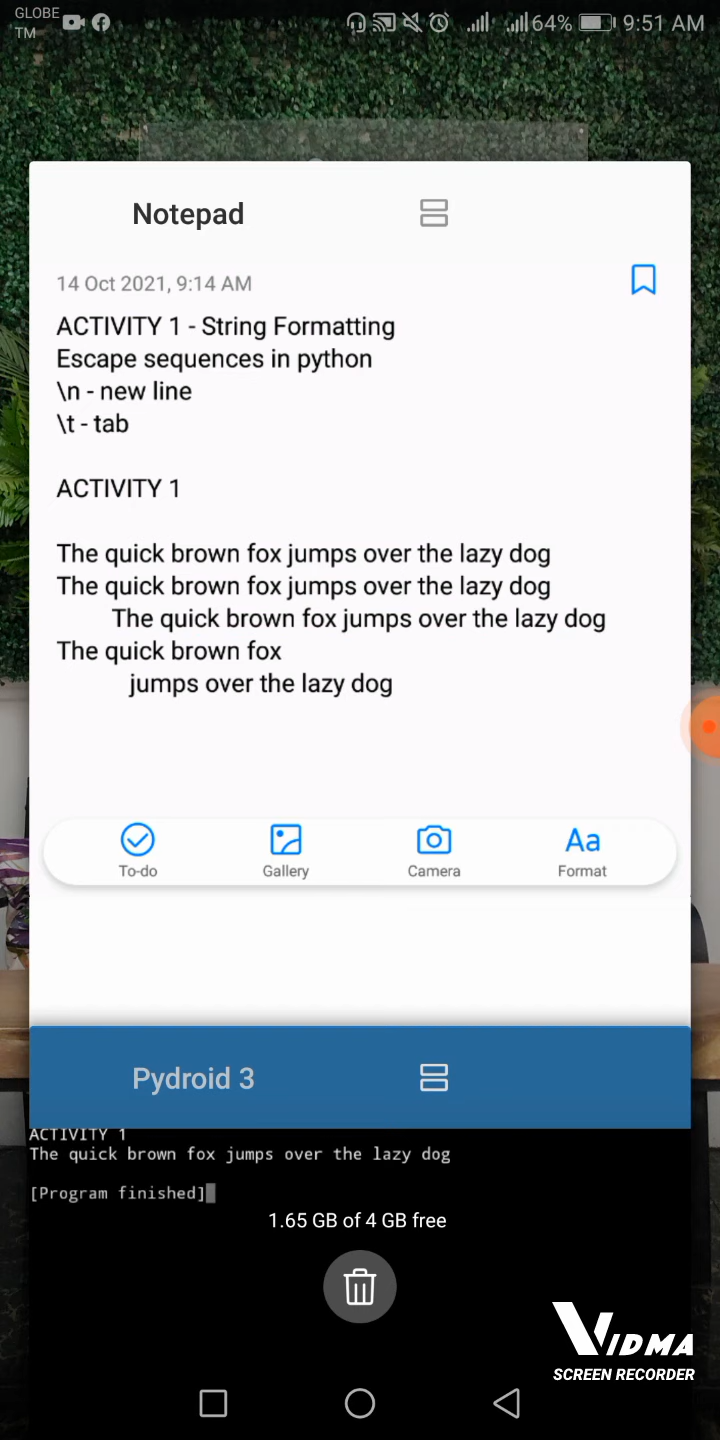 GLOBE
TM
64% 9:51 AM
Notepad
14 Oct 2021, 9:14 AM
ACTIVITY 1 - String Formatting
Escape sequences in python
\n - new line
\t - tab
ACTIVITY 1
The quick brown fox jumps over the lazy dog
The quick brown fox jumps over the lazy dog
The quick brown fox jumps over the lazy dog
The quick brown fox
jumps over the lazy dog
To-do Gallery Camera Format
Aa
Pydroid 3
ACTIVITY 1
The quick brown fox jumps over the lazy dog
[Program finished]
1.65 GB of 4 GB free
VIDMA
SCREEN RECORDER